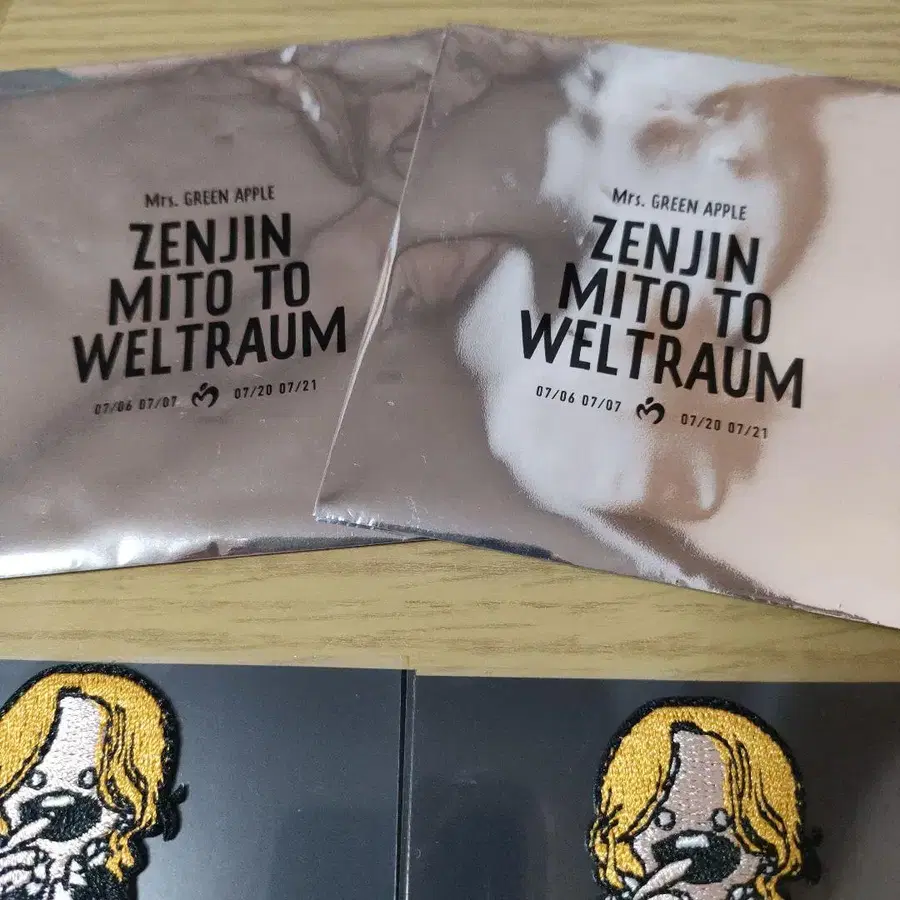 Mrs. GREEN APPLE
ZENJIN
MITO TO
WELTRAUM
07/06 07/07 07/20 07/21
Mrs. GREEN APPLE
ZENJIN
MITO TO
WELTRAUM
07/06 07/07 07/20 07/21